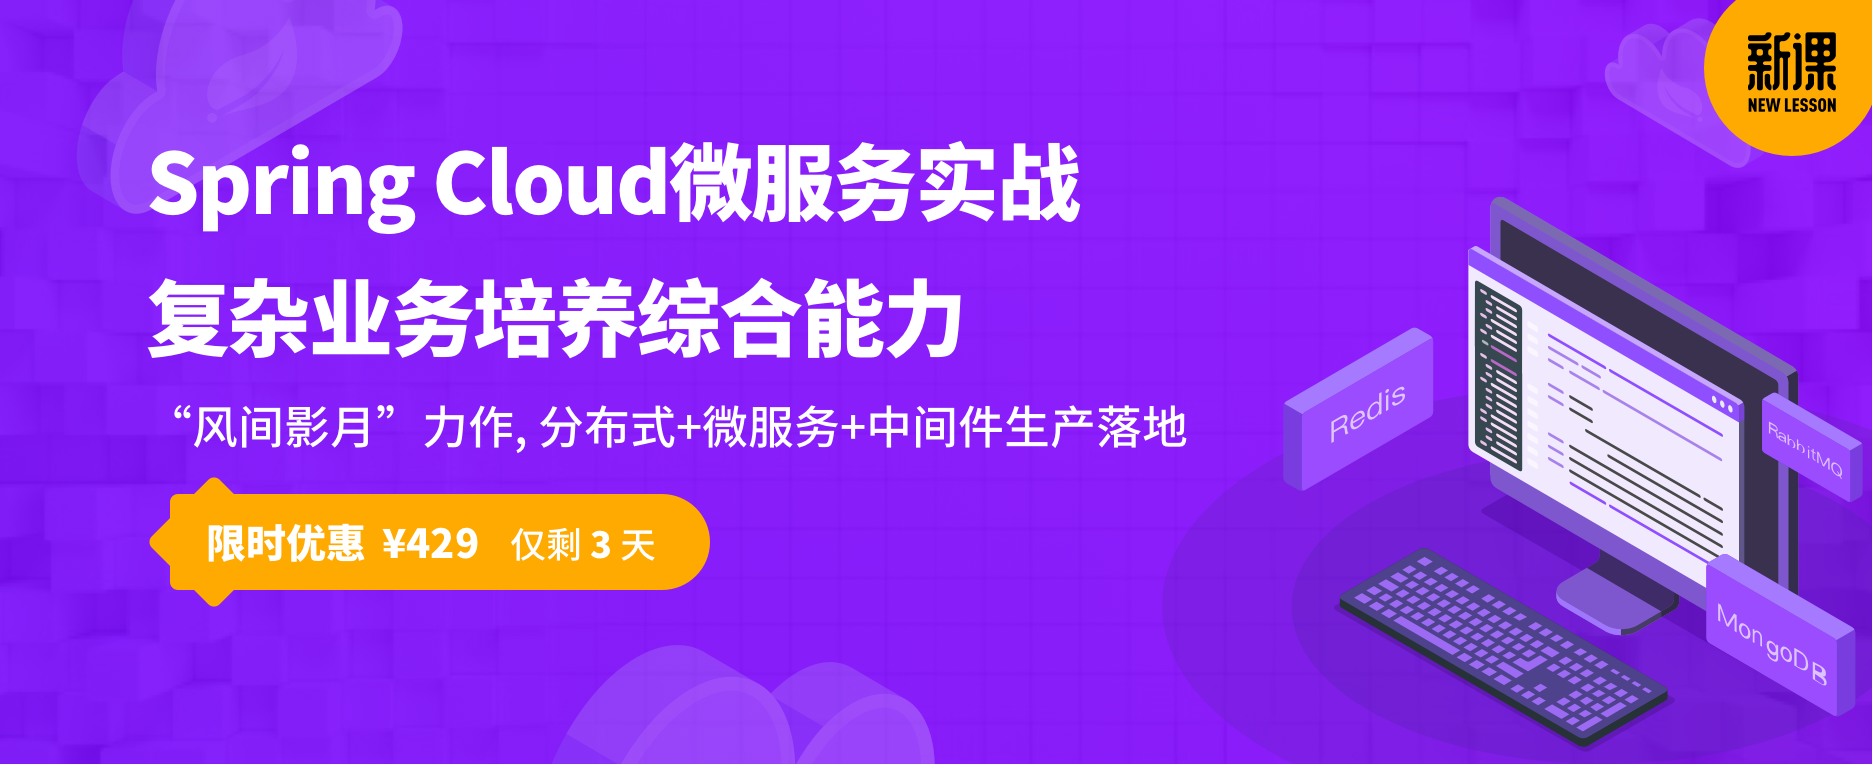 新课
NEW LESSON
Spring Cloud微服务实战
复杂业务培养综合能力
“风间影月”力作, 分布式+微服务+中间件生产落地
限时优惠 ¥429 仅剩 3 天
Redis
RabbitMQ
MongoDB